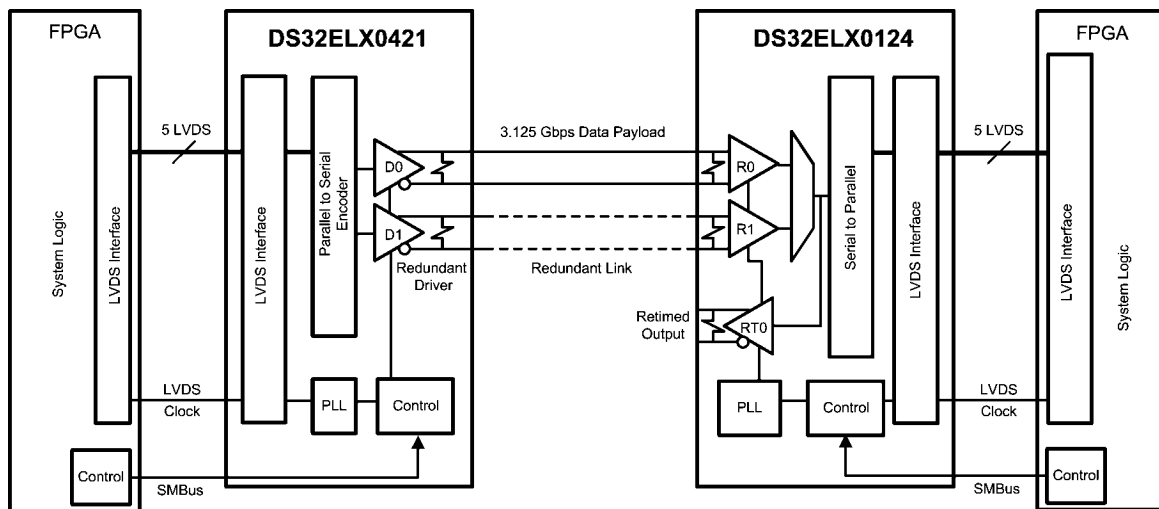 FPGA
DS32ELX0421
DS32ELX0124
FPGA
5 LVDS
3.125 Gbps Data Payload
5 LVDS
System Logic
LVDS Interface
LVDS Interface
Parallel to Serial
Encoder
D0
D1
Redundant
Driver
Redundant Link
R0
R1
Retimed
Output
RT0
Serial to Parallel
LVDS Interface
LVDS Interface
System Logic
LVDS
Clock
PLL
Control
PLL
Control
LVDS
Clock
Control
SMBus
SMBus
Control